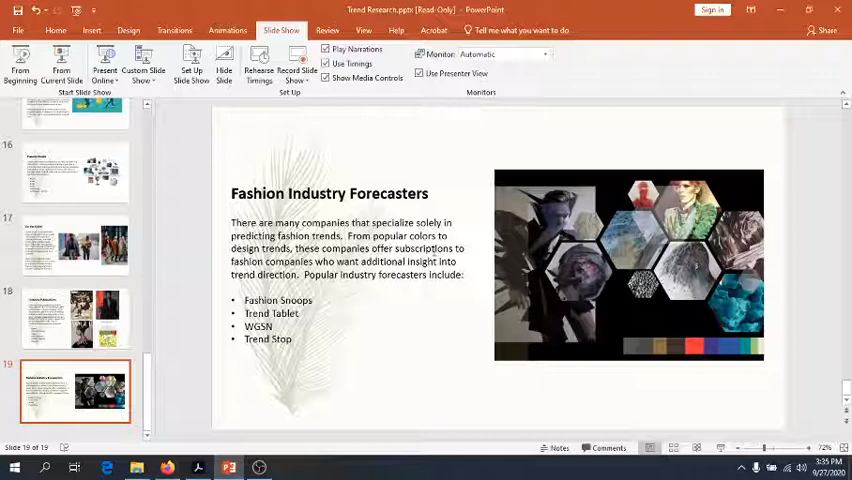 Trend Research.pptx [Read-Only] - PowerPoint
Sign in
File Home Insert Design Transitions Animations Slide Show Review View Help Acrobat Tell me what you want to do
Share
From Beginning
From Current Slide
Present Online
Custom Slide Show
Set Up Slide Show
Hide Slide
Rehearse Timings
Record Slide Show
Play Narrations
Use Timings
Show Media Controls
Monitor: Automatic
Use Presenter View
Start Slide Show
Set Up
Monitors
16
17
18
19
Fashion Industry Forecasters
There are many companies that specialize solely in
predicting fashion trends. From popular colors to
design trends, these companies offer subscriptions to
fashion companies who want additional insight into
trend direction. Popular industry forecasters include:
• Fashion Snoops
• Trend Tablet
• WGSN
• Trend Stop
Slide 19 of 19
Notes
Comments
72%
3:35 PM
9/27/2020